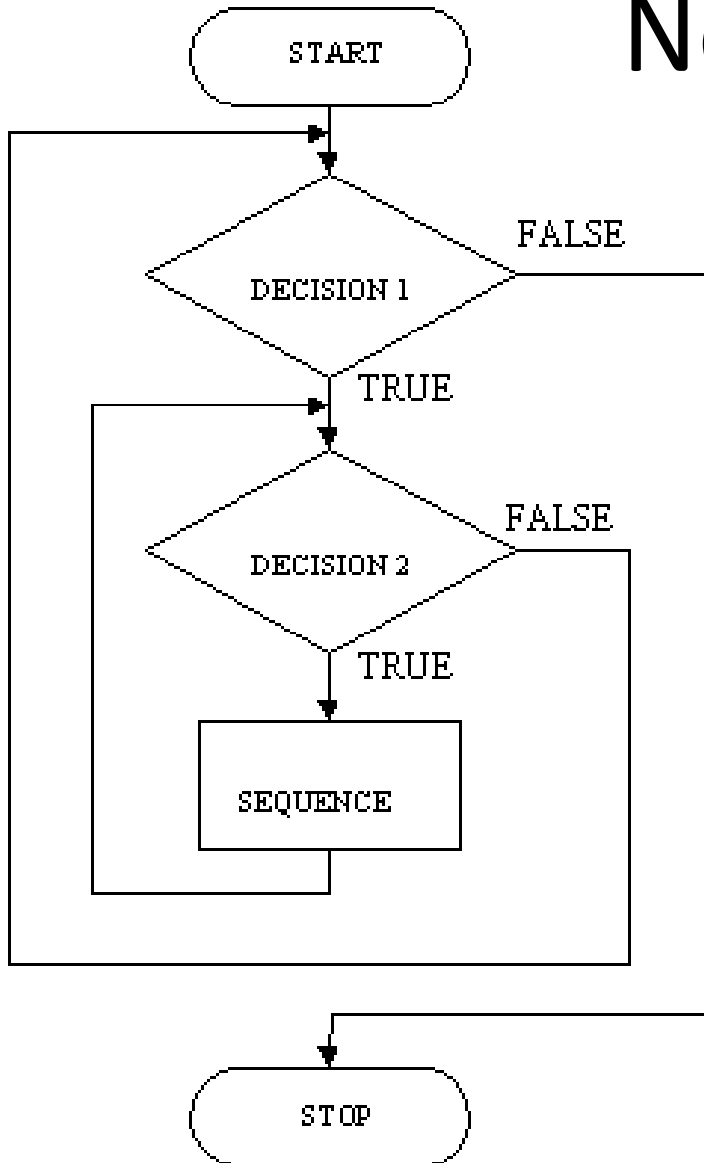 START
FALSE
DECISION 1
TRUE
FALSE
DECISION 2
TRUE
SEQUENCE
STOP